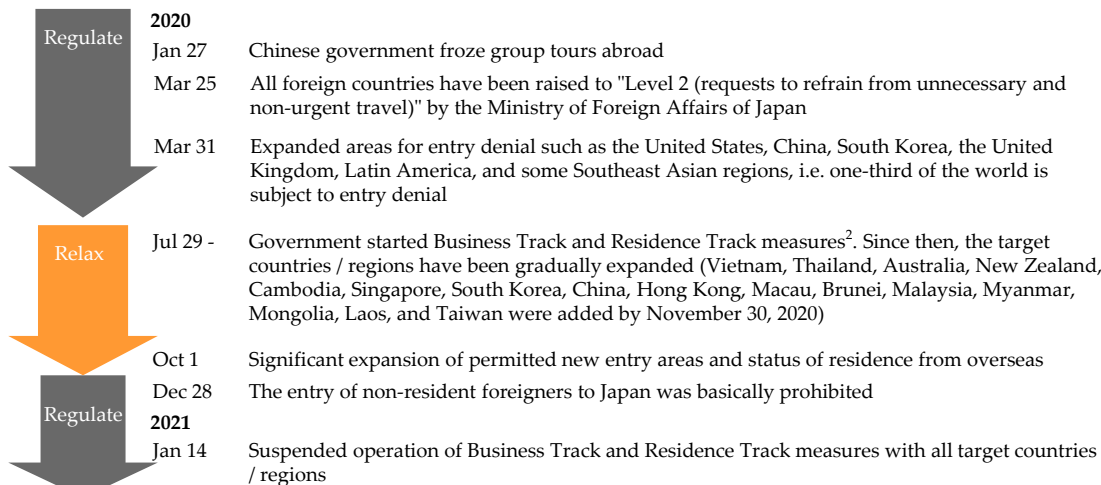 2020
Regulate
Jan 27 Chinese government froze group tours abroad
Mar 25 All foreign countries have been raised to "Level 2 (requests to refrain from unnecessary and
non-urgent travel)" by the Ministry of Foreign Affairs of Japan
Mar 31 Expanded areas for entry denial such as the United States, China, South Korea, the United
Kingdom, Latin America, and some Southeast Asian regions, i.e. one-third of the world is
subject to entry denial
Relax
Jul 29 - Government started Business Track and Residence Track measures². Since then, the target
countries / regions have been gradually expanded (Vietnam, Thailand, Australia, New Zealand,
Cambodia, Singapore, South Korea, China, Hong Kong, Macau, Brunei, Malaysia, Myanmar,
Mongolia, Laos, and Taiwan were added by November 30, 2020)
Oct 1 Significant expansion of permitted new entry areas and status of residence from overseas
Dec 28 The entry of non-resident foreigners to Japan was basically prohibited
Regulate
2021
Jan 14 Suspended operation of Business Track and Residence Track measures with all target countries
/ regions